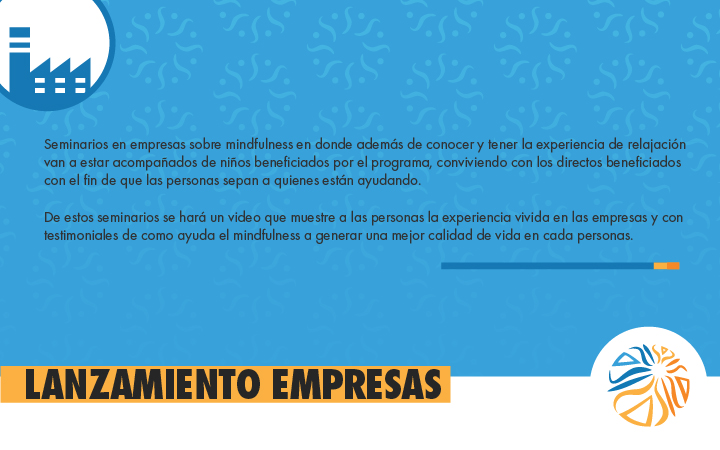 Seminarios en empresas sobre mindfulness en donde además de conocer y tener la experiencia de relajación
van a estar acompañados de niños beneficiados por el programa, conviviendo con los directos beneficiados
con el fin de que las personas sepan a quienes están ayudando.
De estos seminarios se hará un video que muestre a las personas la experiencia vivida en las empresas y con
testimoniales de como ayuda el mindfulness a generar una mejor calidad de vida en cada personas.
LANZAMIENTO EMPRESAS